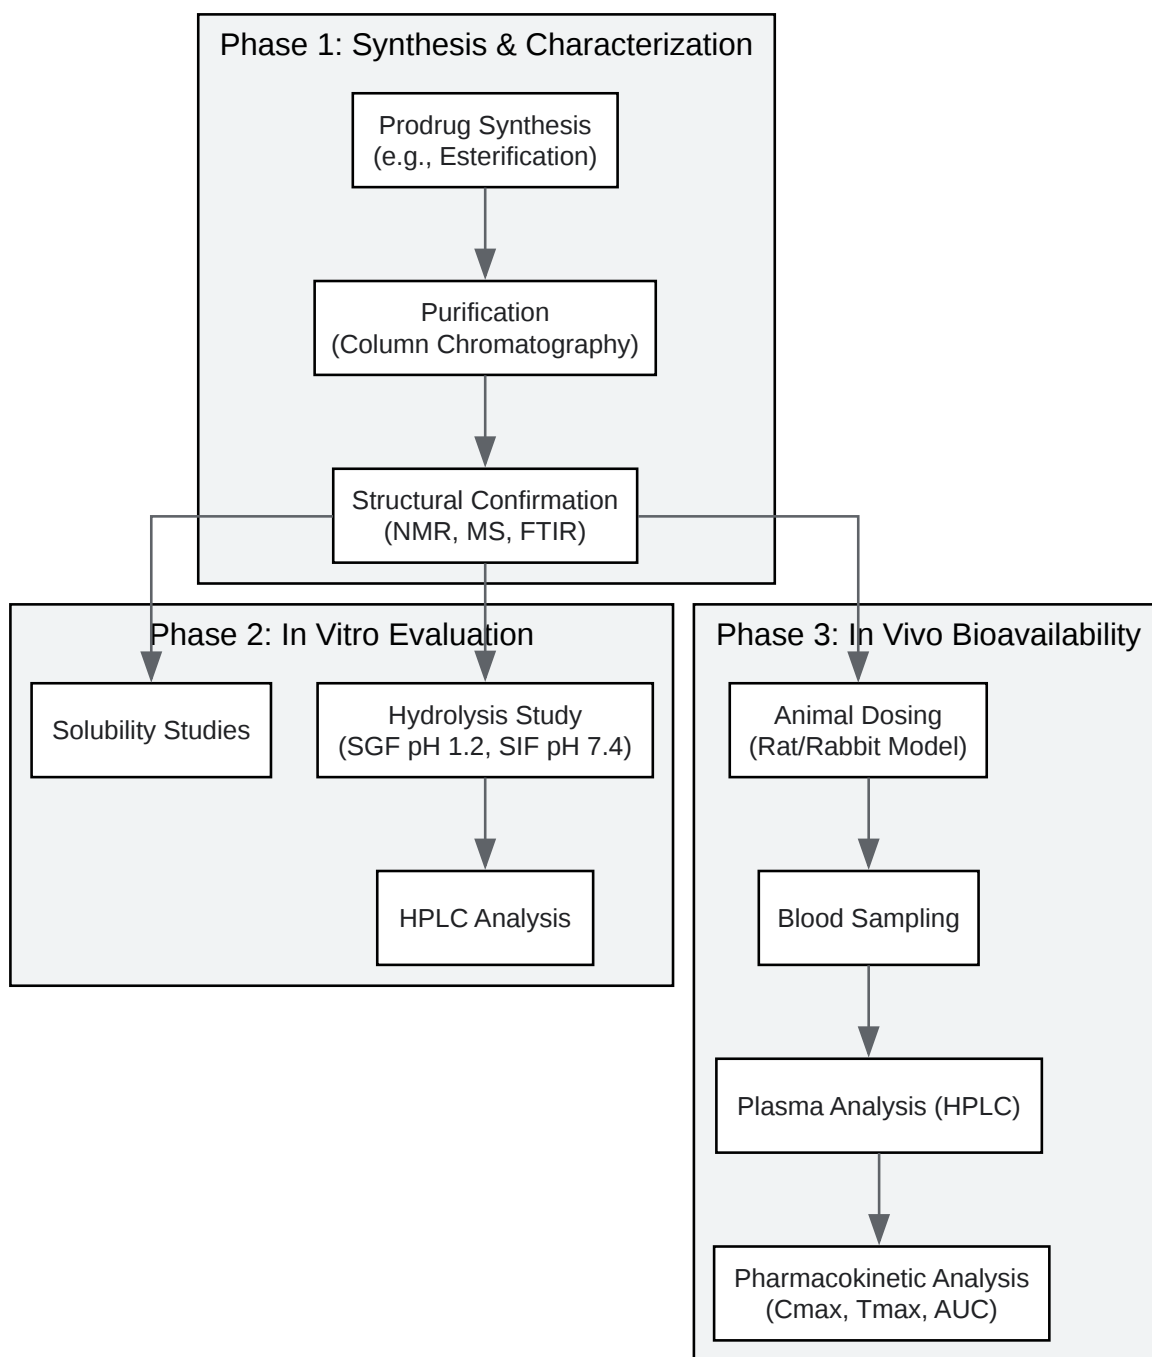 Phase 1: Synthesis & Characterization
Prodrug Synthesis
(e.g., Esterification)
Purification
(Column Chromatography)
Structural Confirmation
(NMR, MS, FTIR)
Phase 2: In Vitro Evaluation
Solubility Studies
Hydrolysis Study
(SGF pH 1.2, SIF pH 7.4)
HPLC Analysis
Phase 3: In Vivo Bioavailability
Animal Dosing
(Rat/Rabbit Model)
Blood Sampling
Plasma Analysis (HPLC)
Pharmacokinetic Analysis
(Cmax, Tmax, AUC)